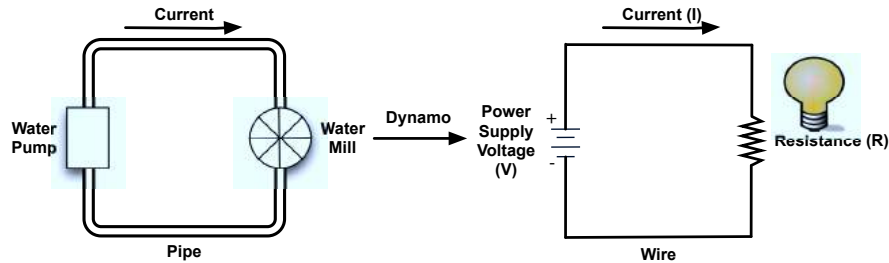 Current
Water
Pump
Water
Mill
Pipe
Dynamo
Current (I)
Power
Supply
Voltage
(V)
+
-
Resistance (R)
Wire